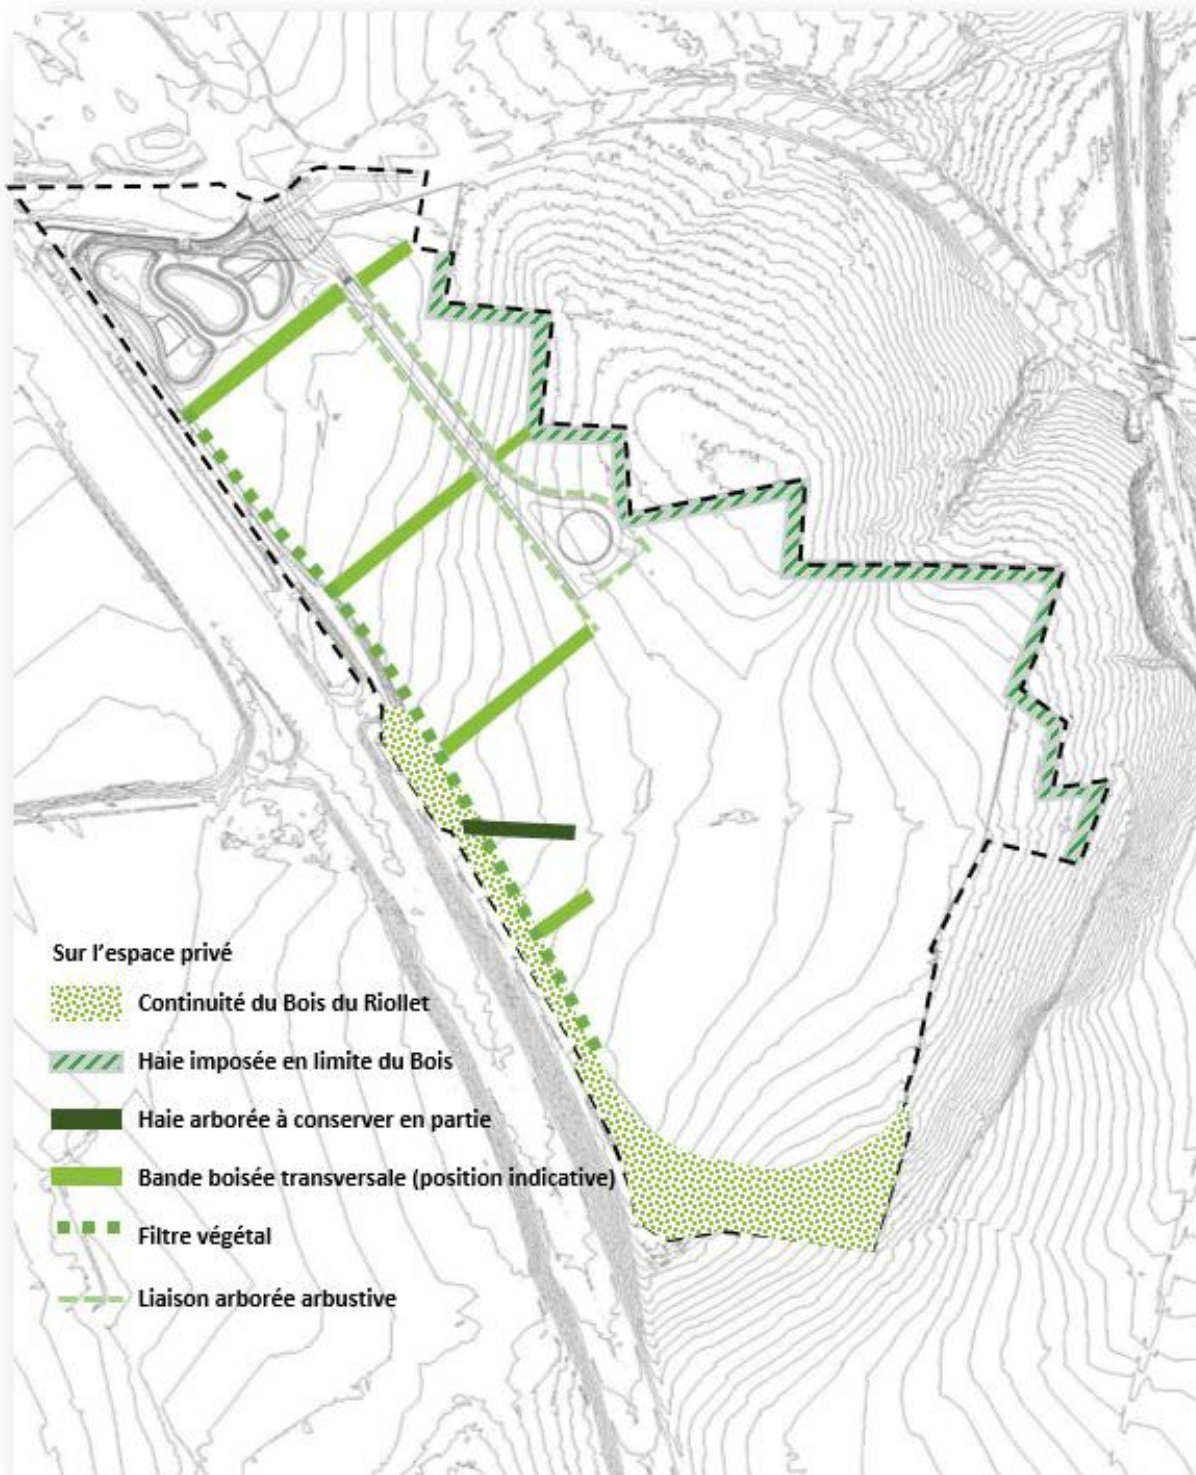 Sur l'espace privé
Continuité du Bois du Riollet
Haie imposée en limite du Bois
Haie arborée à conserver en partie
Bande boisée transversale (position indicative)
Filtre végétal
Liaison arborée arbustive